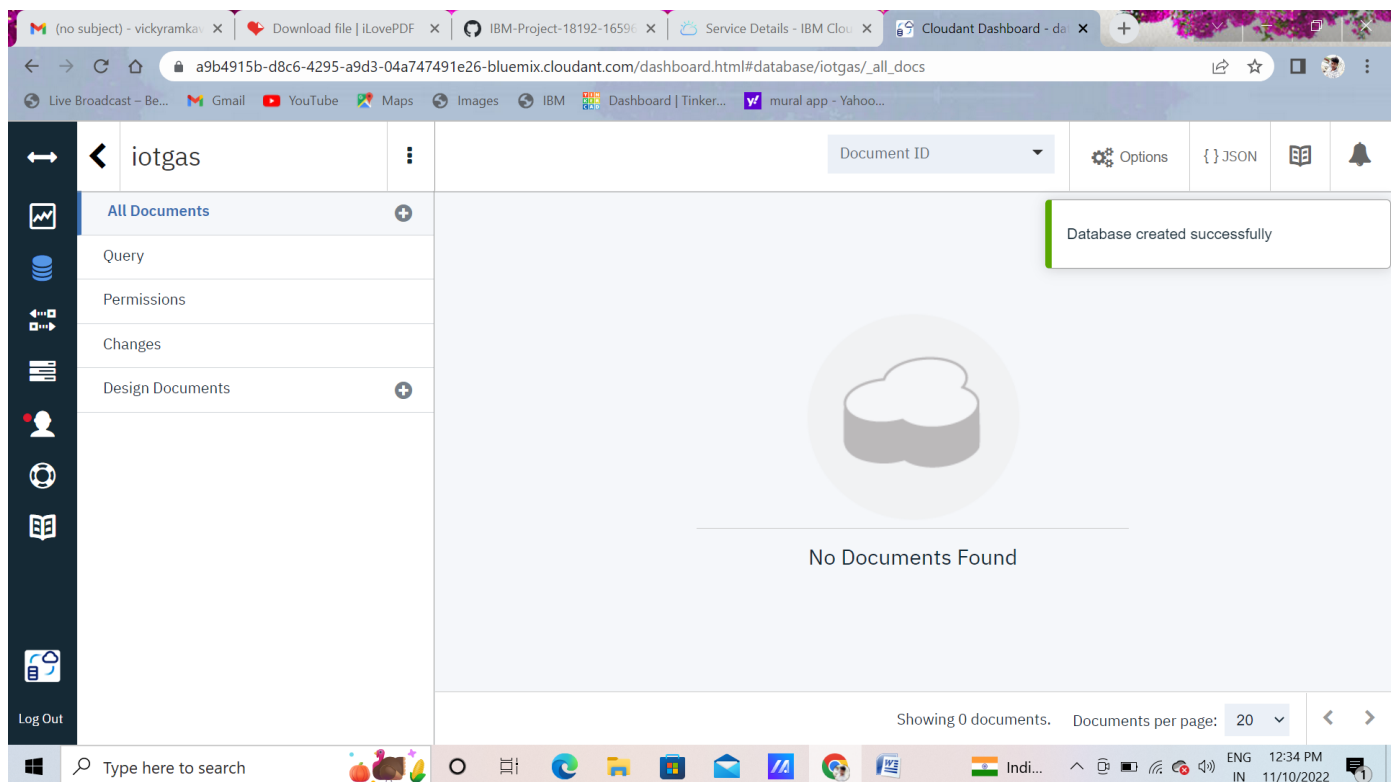 (no subject) - vickyramkav
Download file | iLovePDF
IBM-Project-18192-16596
Service Details - IBM Clou
Cloudant Dashboard - da
a9b4915b-d8c6-4295-a9d3-04a747491e26-bluemix.cloudant.com/dashboard.html#database/iotgas/_all_docs
Live Broadcast – Be...
Gmail
YouTube
Maps
Images
IBM
Dashboard | Tinker...
mural app - Yahoo...
iotgas
Document ID
Options
{ } JSON
All Documents
Database created successfully
Query
Permissions
Changes
Design Documents
No Documents Found
Log Out
Showing 0 documents.
Documents per page: 20
Type here to search
Indi...
ENG
IN
12:34 PM
11/10/2022
1